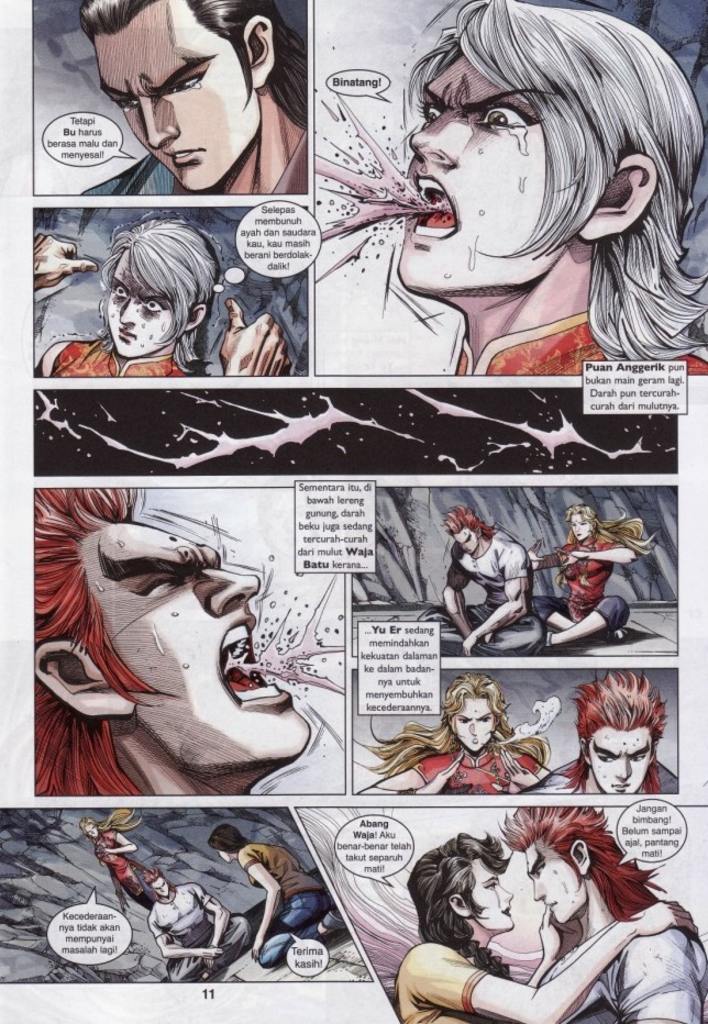 Tetapi
Bu harus
berasa malu dan
menyesal!
Binatang!
Selepas
membunuh
ayah dan saudara
kau, kau masih
berani berdolak-
dalik!
Puan Anggerik pun
bukan main geram lagi.
Darah pun tercurah-
curah dari mulutnya.
Sementara itu, di
bawah lereng
gunung, darah
beku juga sedang
tercurah-curah
dari mulut Waja
Batu kerana...
...Yu Er sedang
memindahkan
kekuatan dalaman
ke dalam badan-
nya untuk
menyembuhkan
kecederaannya.
Kecederaan-
nya tidak akan
mempunyai
masalah lagi!
Terima
kasih!
Abang
Waja! Aku
benar-benar telah
takut separuh
mati!
Jangan
bimbang!
Belum sampai
ajal, pantang
mati!
11